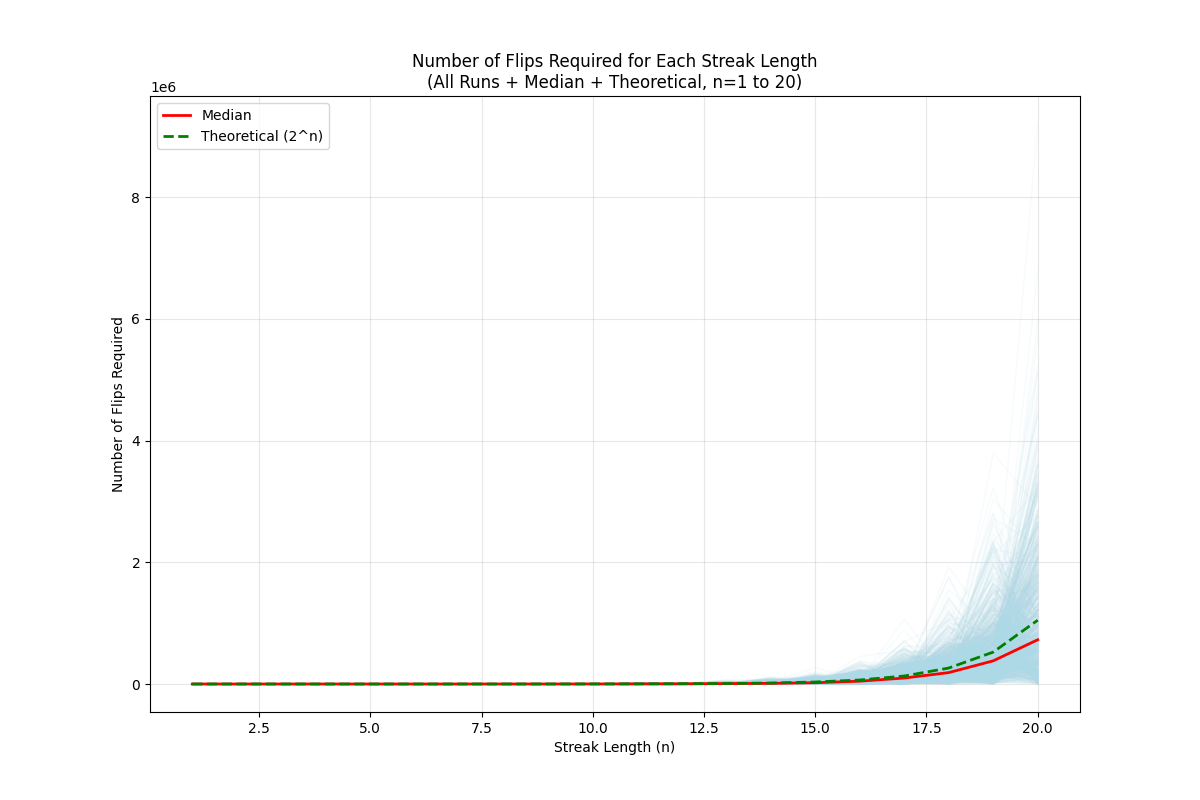 Number of Flips Required for Each Streak Length
(All Runs + Median + Theoretical, n=1 to 20)
1e6
Median
Theoretical (2^n)
8
6
4
2
0
Number of Flips Required
2.5 5.0 7.5 10.0 12.5 15.0 17.5 20.0
Streak Length (n)